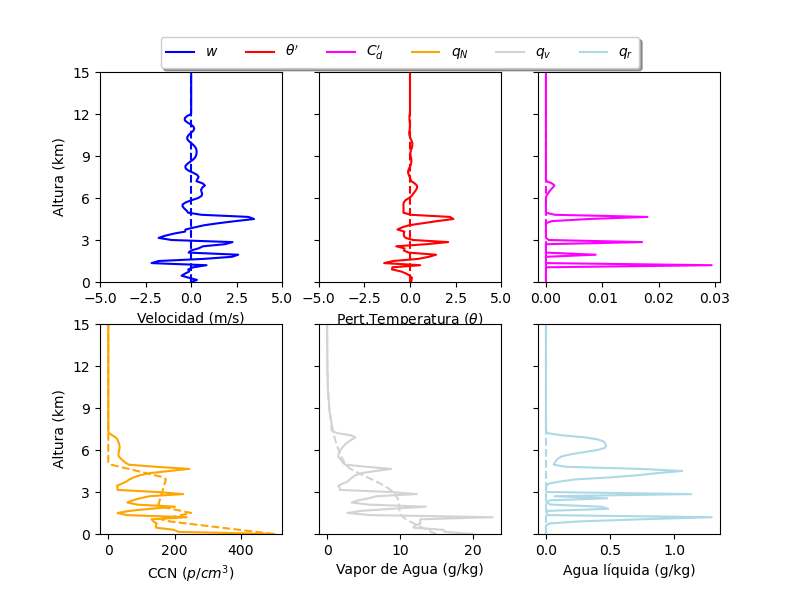 w θ′ C′d qN qv qr
15
12
9
6
3
0
Altura (km)
−5.0 −2.5 0.0 2.5 5.0
Velocidad (m/s)
−5.0 −2.5 0.0 2.5 5.0
Pert.Temperatura (θ)
0.00 0.01 0.02 0.03
15
12
9
6
3
0
Altura (km)
0 200 400
CCN (p/cm³)
0 10 20
Vapor de Agua (g/kg)
0.0 0.5 1.0
Agua líquida (g/kg)